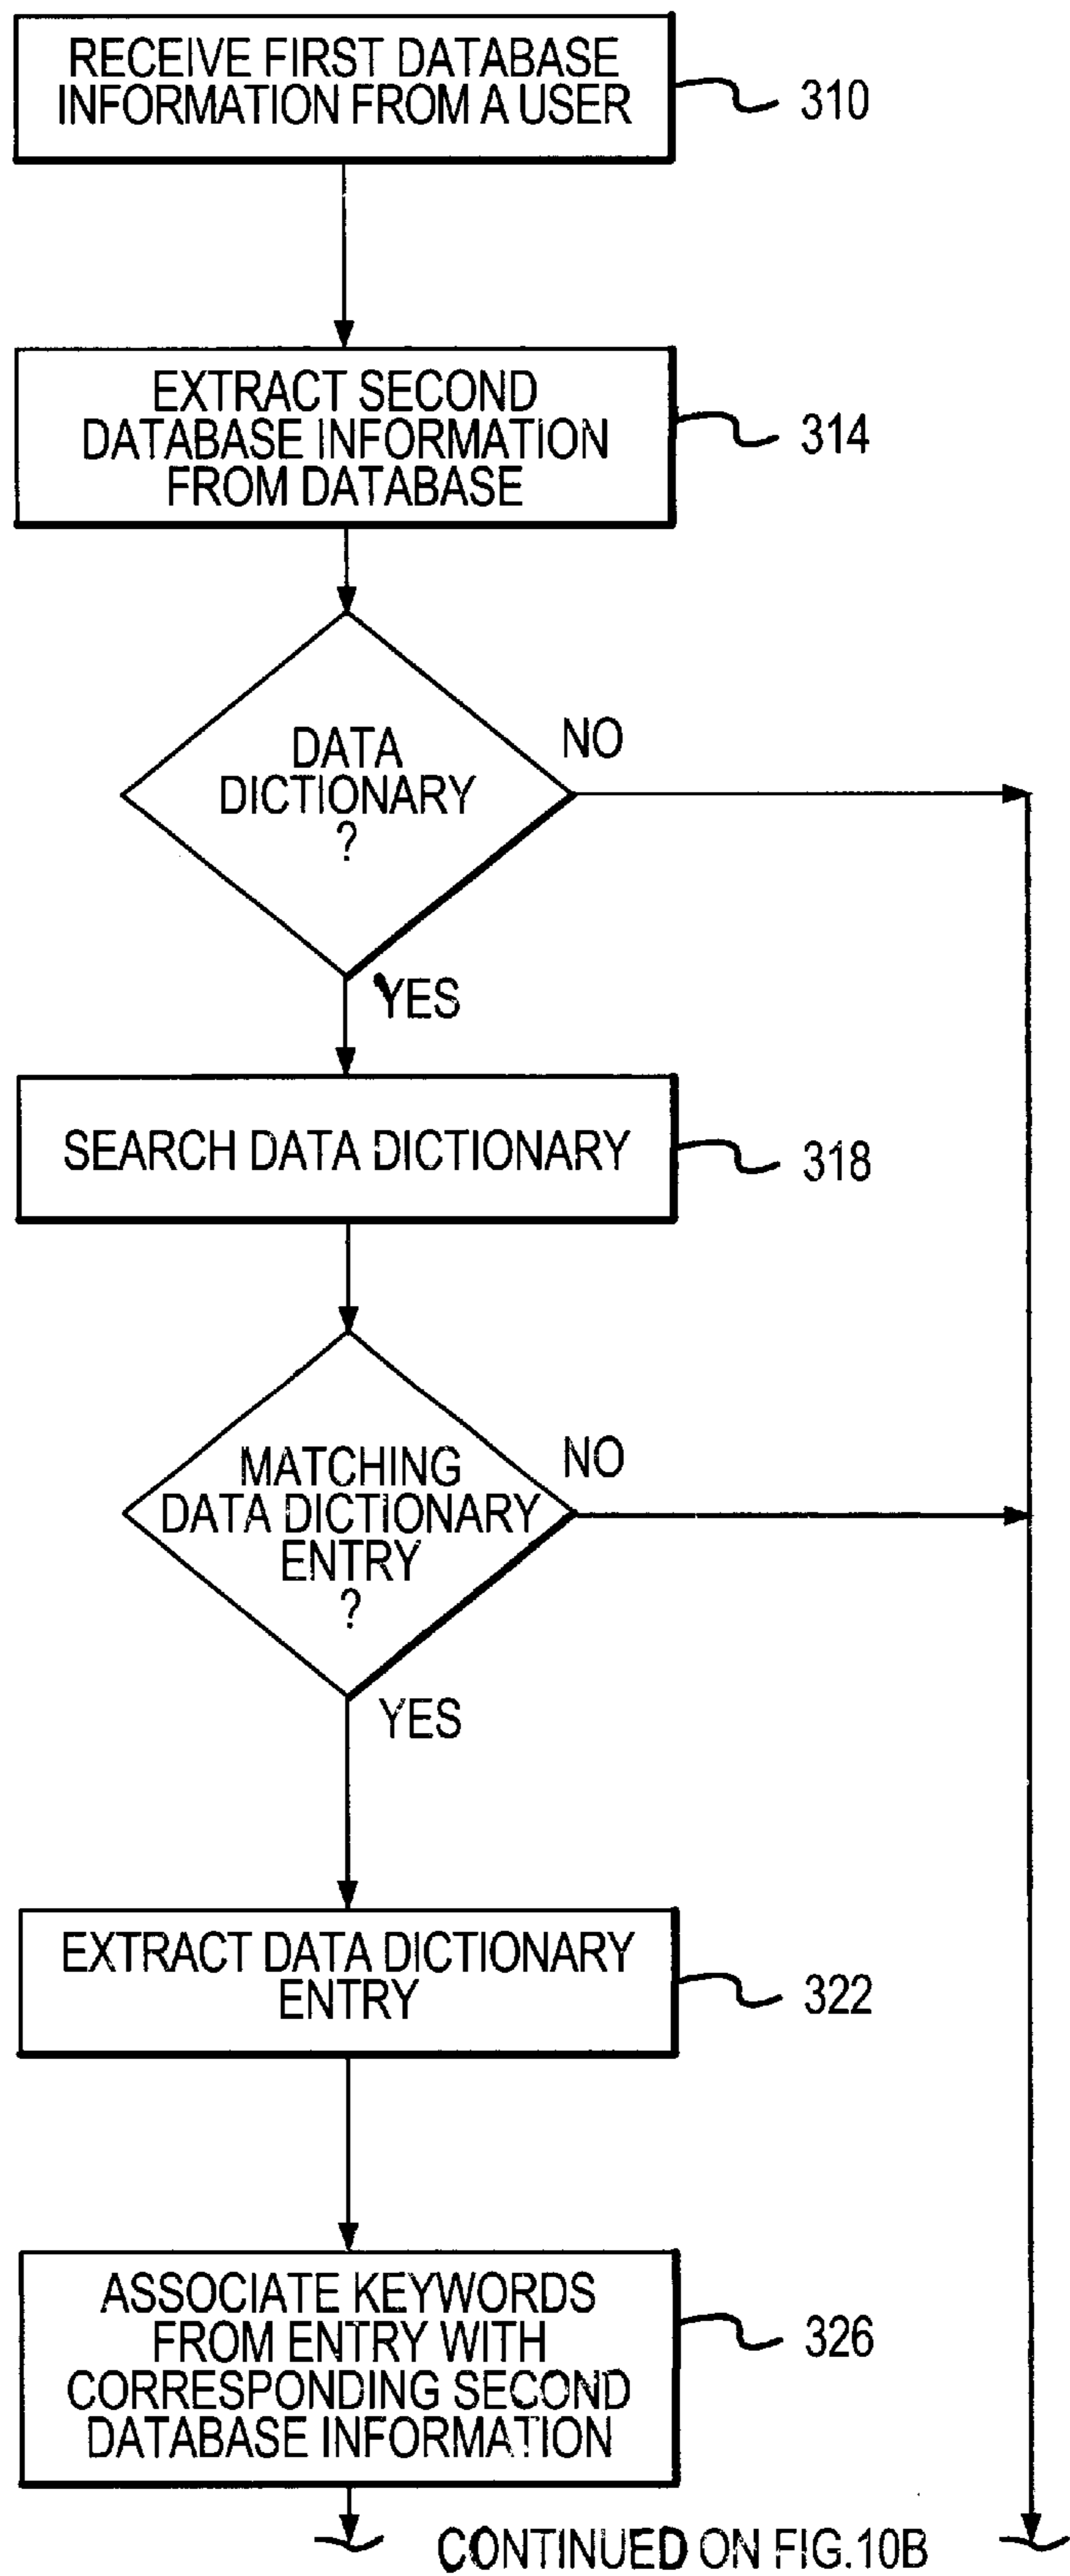 RECEIVE FIRST DATABASE
INFORMATION FROM A USER
310
EXTRACT SECOND
DATABASE INFORMATION
FROM DATABASE
314
DATA
DICTIONARY
?
NO
YES
SEARCH DATA DICTIONARY
318
MATCHING
DATA DICTIONARY
ENTRY
?
NO
YES
EXTRACT DATA DICTIONARY
ENTRY
322
ASSOCIATE KEYWORDS
FROM ENTRY WITH
CORRESPONDING SECOND
DATABASE INFORMATION
326
CONTINUED ON FIG.10B